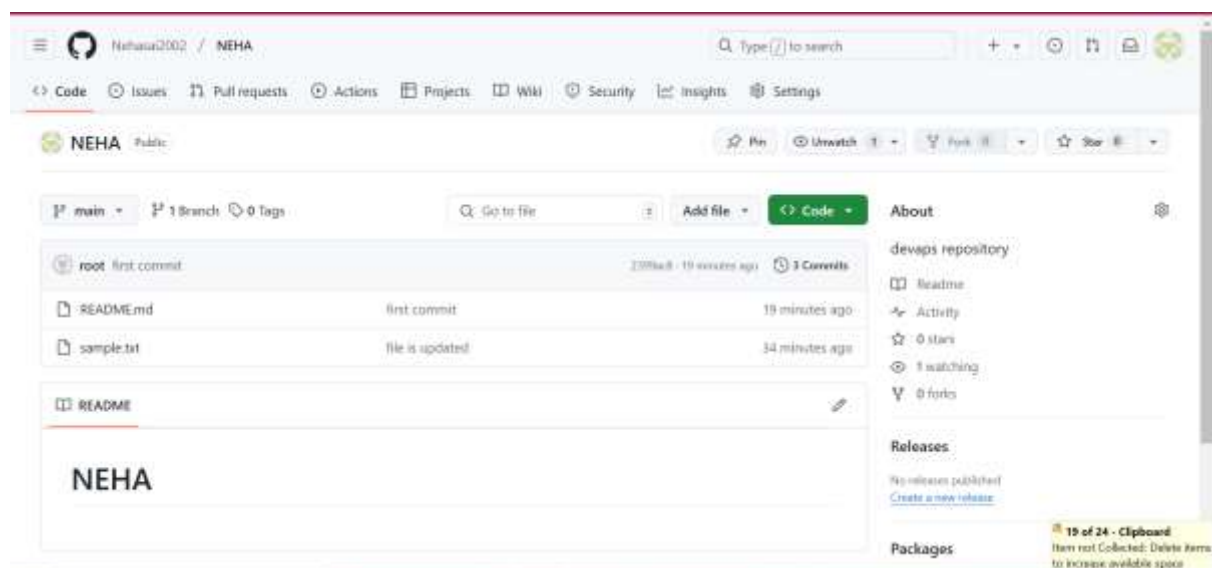 / NEHA
Type / to search
Code Issues Pull requests Actions Projects Wiki Security Insights Settings
NEHA Public
Pin Unwatch 1 Fork 0 Star 0
main 1 Branch 0 Tags
Go to file
Add file Code
root first commit
19 minutes ago 3 Commits
README.md first commit 19 minutes ago
sample.txt file is updated 34 minutes ago
README
NEHA
About
devaps repository
Readme
Activity
0 stars
1 watching
0 forks
Releases
No releases published
Create a new release
Packages
19 of 24 - Clipboard
Item not Collected: Delete items
to increase available space